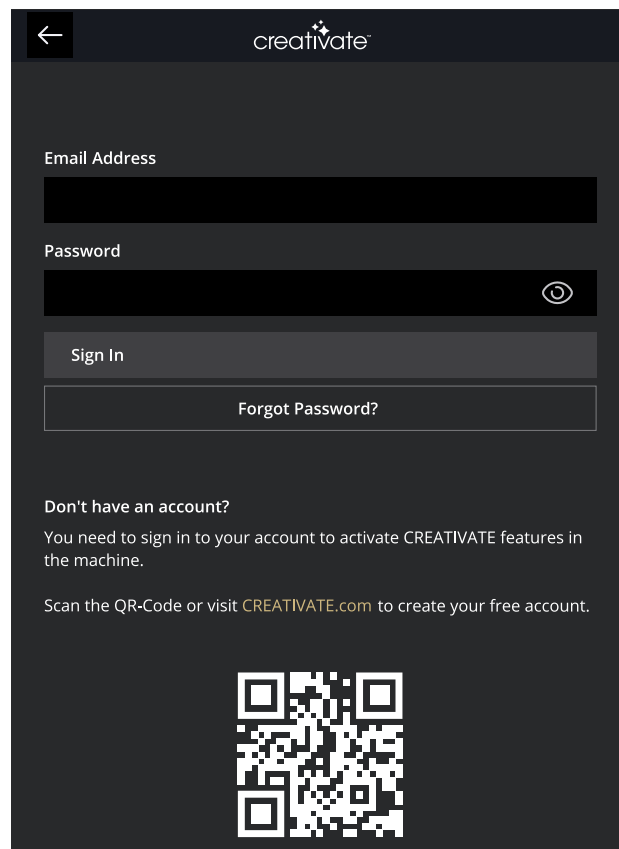 creativate™
Email Address
Password
Sign In
Forgot Password?
Don't have an account?
You need to sign in to your account to activate CREATIVATE features in
the machine.
Scan the QR-Code or visit CREATIVATE.com to create your free account.